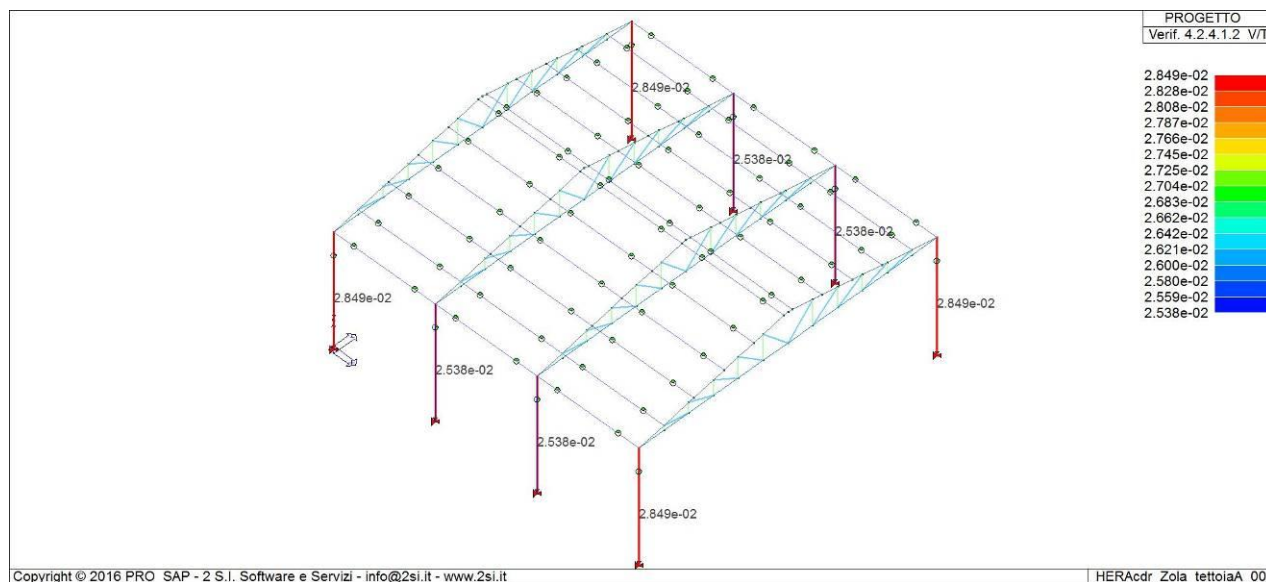 PROGETTO
Verif. 4.2.4.1.2 V/T
2.849e-02
2.828e-02
2.808e-02
2.787e-02
2.766e-02
2.745e-02
2.725e-02
2.704e-02
2.683e-02
2.662e-02
2.642e-02
2.621e-02
2.600e-02
2.580e-02
2.559e-02
2.538e-02
2.849e-02
2.538e-02
2.538e-02
2.849e-02
2.849e-02
2.538e-02
2.538e-02
2.849e-02
Copyright © 2016 PRO_SAP - 2 S.I. Software e Servizi - info@2si.it - www.2si.it
HERAcdr_Zola_tettoiaA_00